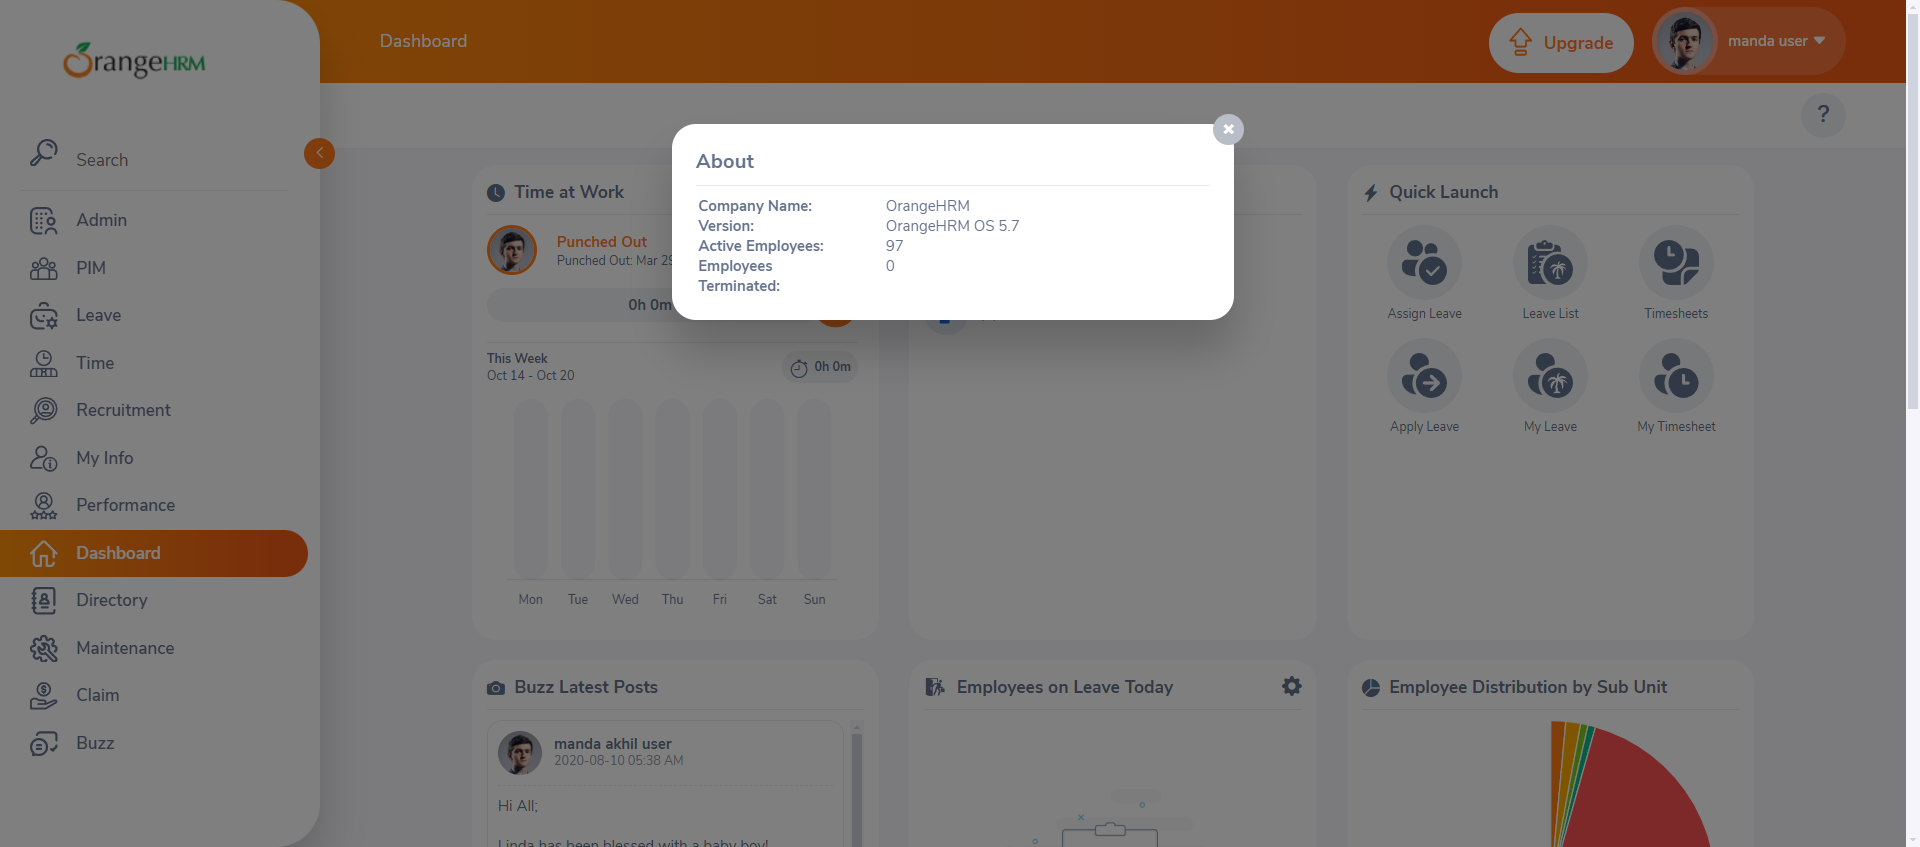 OrangeHRM
Dashboard
Upgrade
manda user
?
Search
Admin
PIM
Leave
Time
Recruitment
My Info
Performance
Dashboard
Directory
Maintenance
Claim
Buzz
About
Company Name: OrangeHRM
Version: OrangeHRM OS 5.7
Active Employees: 97
Employees 0
Terminated:
Time at Work
Punched Out
Punched Out: Mar
0h 0m
This Week
Oct 14 - Oct 20
0h 0m
Mon Tue Wed Thu Fri Sat Sun
Quick Launch
Assign Leave Leave List Timesheets
Apply Leave My Leave My Timesheet
Buzz Latest Posts
manda akhil user
2020-08-10 05:38 AM
Hi All;
Linda has been blessed with a baby boy!
Employees on Leave Today
Employee Distribution by Sub Unit